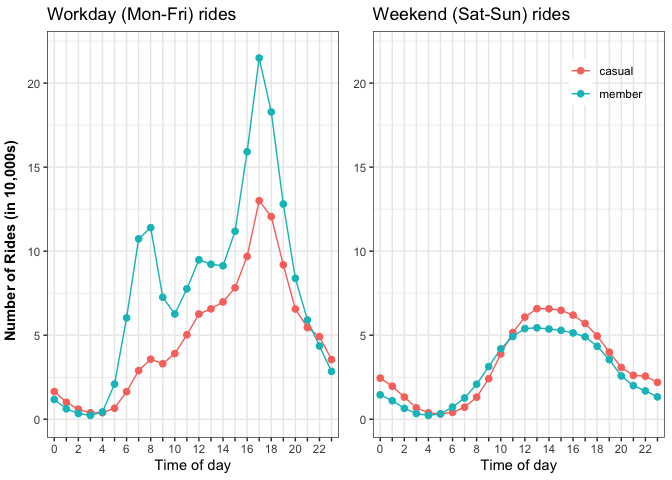 Workday (Mon-Fri) rides
Weekend (Sat-Sun) rides
Number of Rides (in 10,000s)
20
15
10
5
0
0 2 4 6 8 10 12 14 16 18 20 22
Time of day
20
15
10
5
0
casual
member
0 2 4 6 8 10 12 14 16 18 20 22
Time of day